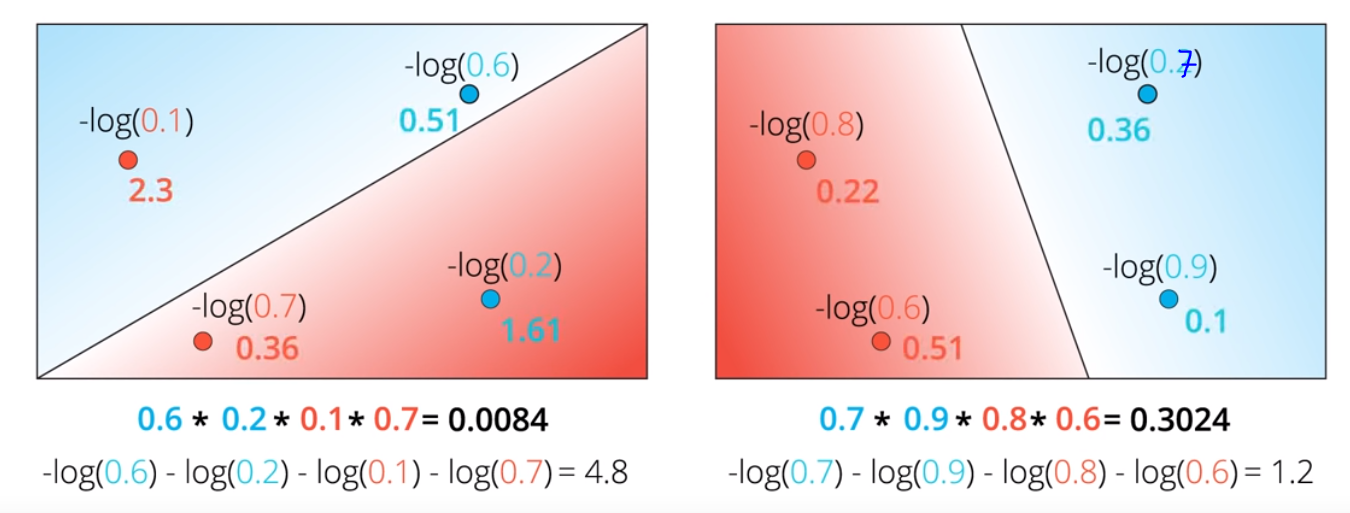 -log(0.6)
0.51
-log(0.1)
2.3
-log(0.2)
1.61
-log(0.7)
0.36
0.6 * 0.2 * 0.1 * 0.7 = 0.0084
-log(0.6) - log(0.2) - log(0.1) - log(0.7) = 4.8
-log(0.7)
0.36
-log(0.8)
0.22
-log(0.9)
0.1
-log(0.6)
0.51
0.7 * 0.9 * 0.8 * 0.6 = 0.3024
-log(0.7) - log(0.9) - log(0.8) - log(0.6) = 1.2